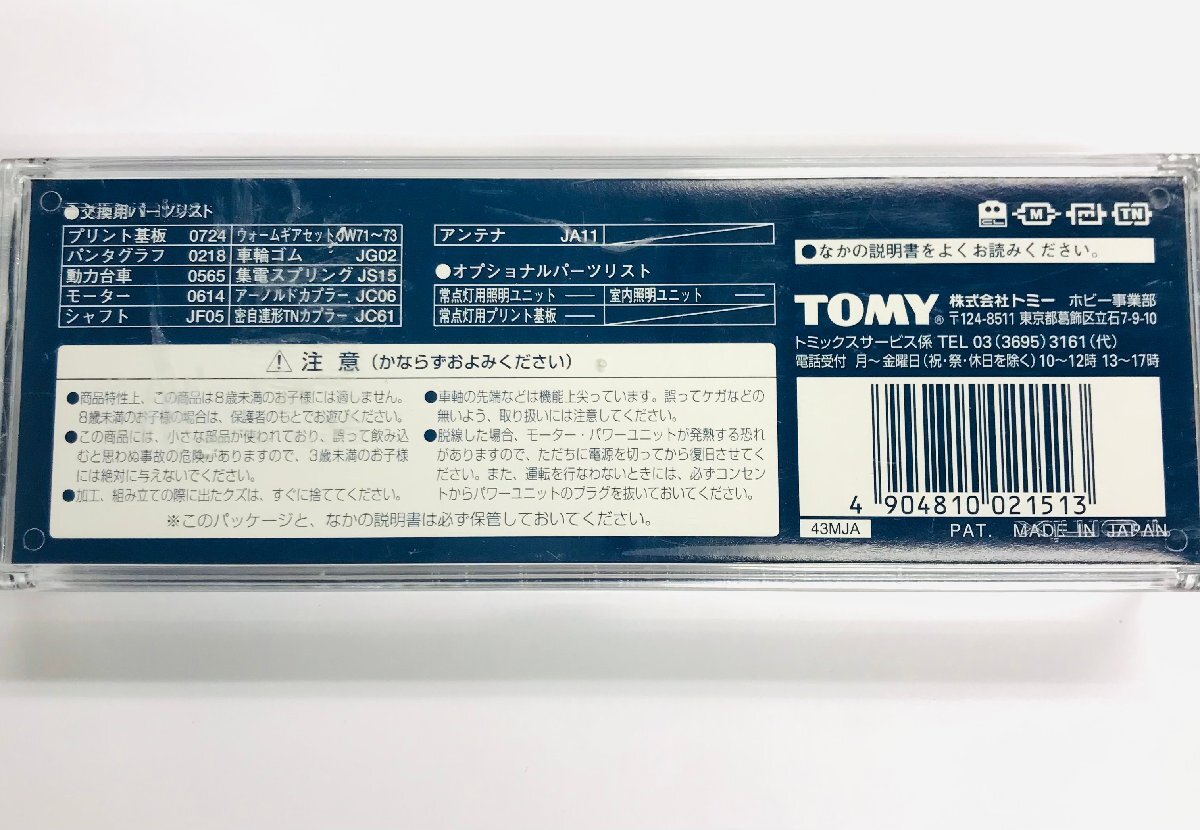 ●交換用パーツリスト
プリント基板 0724 ウォームギアセット JW71〜73
パンタグラフ 0218 車輪ゴム JG02
動力台車 0565 集電スプリング JS15
モーター 0614 アーノルドカプラー JC06
シャフト JF05 密自連形TNカプラー JC61
アンテナ JA11
●オプショナルパーツリスト
常点灯用照明ユニット ― 室内照明ユニット ―
常点灯用プリント基板 ―
⚠ 注 意 (かならずおよみください)
●商品特性上、この商品は8歳未満のお子様には適しません。
8歳未満のお子様の場合は、保護者のもとでお遊びください。
●この商品には、小さな部品が使われており、誤って飲み込
むと思わぬ事故の危険がありますので、3歳未満のお子様
には絶対に与えないでください。
●加工、組み立ての際に出たクズは、すぐに捨ててください。
●車軸の先端などは機能上尖っています。誤ってケガなどの
無いよう、取り扱いには注意してください。
●脱線した場合、モーター・パワーユニットが発熱する恐れ
がありますので、ただちに電源を切ってから復旧させてく
ださい。また、運転を行なわないときには、必ずコンセン
トからパワーユニットのプラグを抜いておいてください。
※このパッケージと、なかの説明書は必ず保管しておいてください。
CL M TN
●なかの説明書をよくお読みください。
TOMY® 株式会社トミー ホビー事業部
〒124-8511 東京都葛飾区立石7-9-10
トミックスサービス係 TEL 03(3695)3161(代)
電話受付 月〜金曜日(祝・祭・休日を除く)10〜12時 13〜17時
4 904810 021513
43MJA
PAT. MADE IN JAPAN